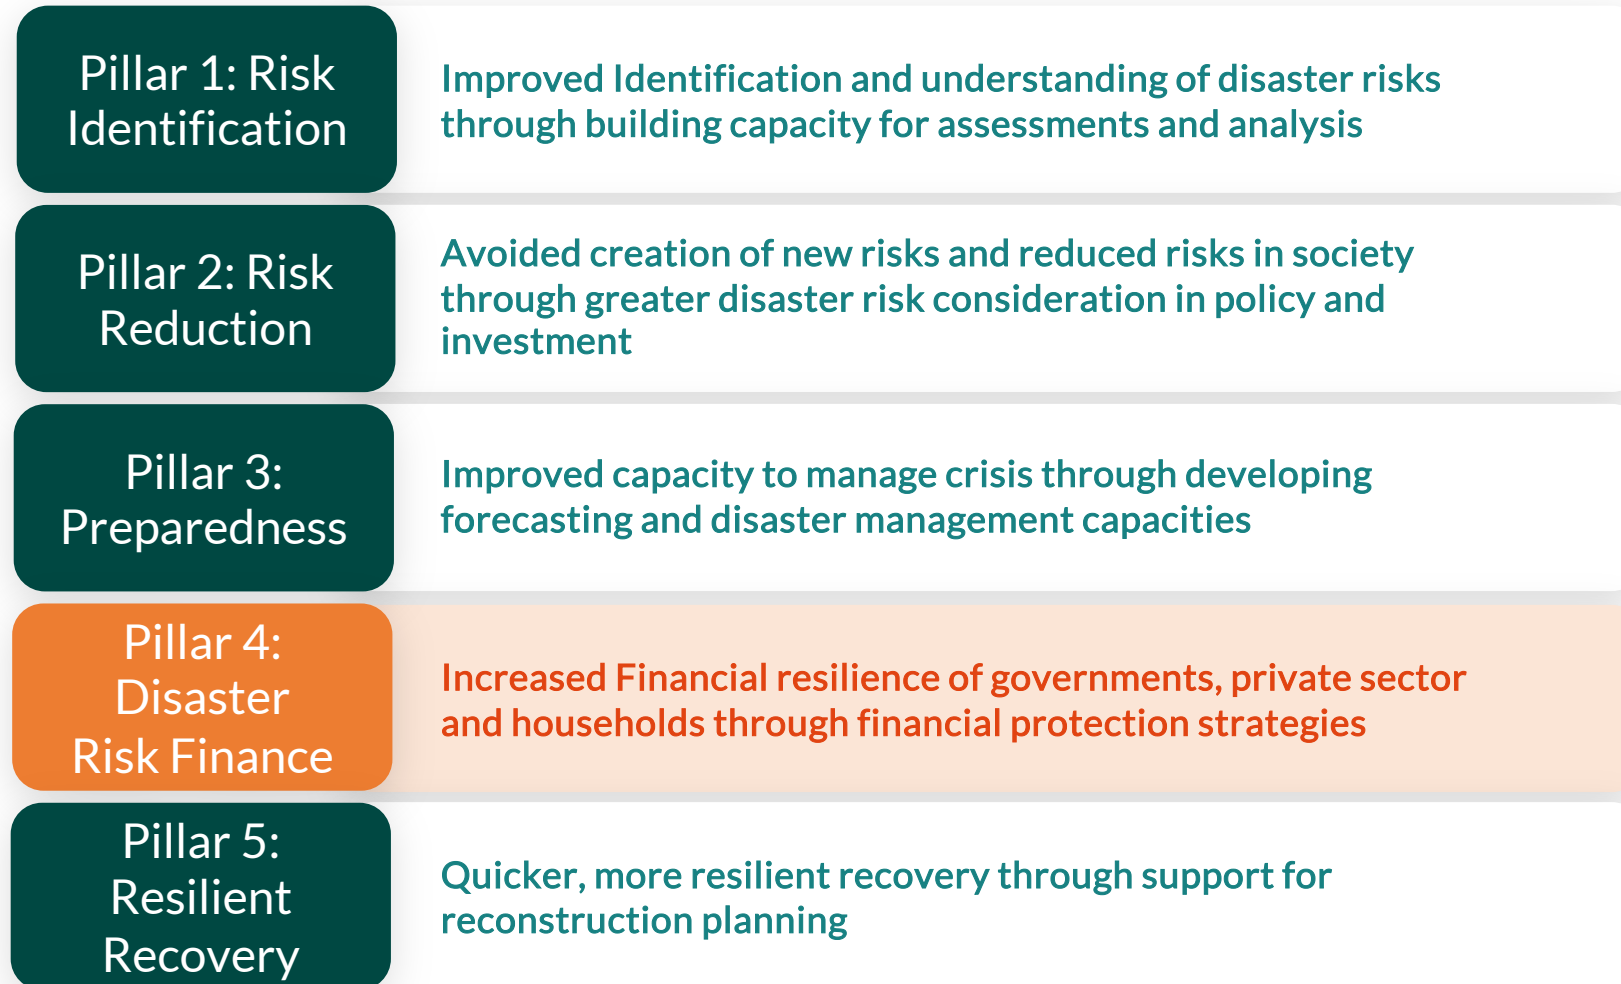 Pillar 1: Risk
Identification
Improved Identification and understanding of disaster risks
through building capacity for assessments and analysis
Pillar 2: Risk
Reduction
Avoided creation of new risks and reduced risks in society
through greater disaster risk consideration in policy and
investment
Pillar 3:
Preparedness
Improved capacity to manage crisis through developing
forecasting and disaster management capacities
Pillar 4:
Disaster
Risk Finance
Increased Financial resilience of governments, private sector
and households through financial protection strategies
Pillar 5:
Resilient
Recovery
Quicker, more resilient recovery through support for
reconstruction planning